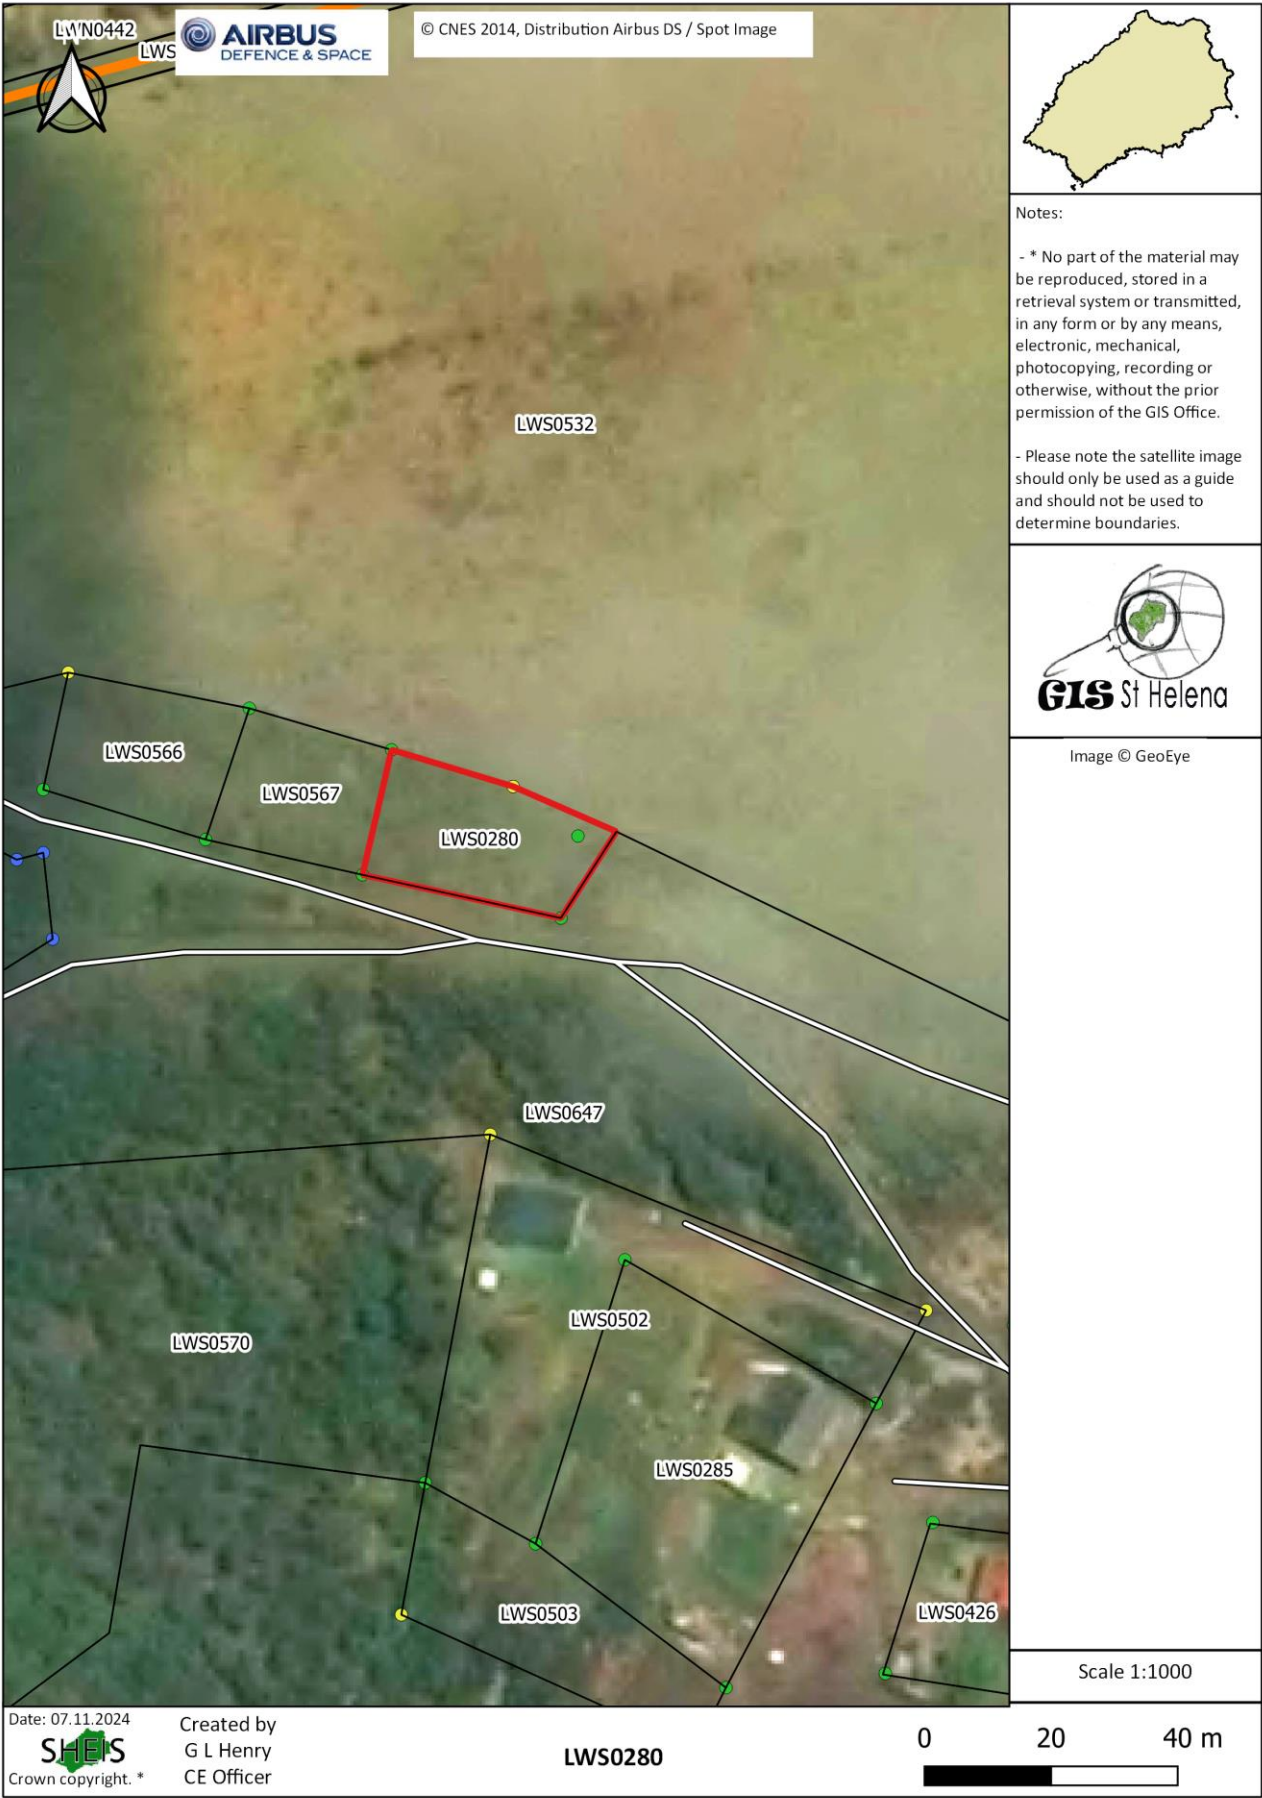 LWN0442
LWS
AIRBUS
DEFENCE & SPACE
© CNES 2014, Distribution Airbus DS / Spot Image
LWS0532
LWS0566
LWS0567
LWS0280
LWS0647
LWS0502
LWS0570
LWS0285
LWS0503
LWS0426
Notes:
- * No part of the material may
be reproduced, stored in a
retrieval system or transmitted,
in any form or by any means,
electronic, mechanical,
photocopying, recording or
otherwise, without the prior
permission of the GIS Office.
- Please note the satellite image
should only be used as a guide
and should not be used to
determine boundaries.
GIS St Helena
Image © GeoEye
Scale 1:1000
Date: 07.11.2024
SHEIS
Crown copyright. *
Created by
G L Henry
CE Officer
LWS0280
0 20 40 m